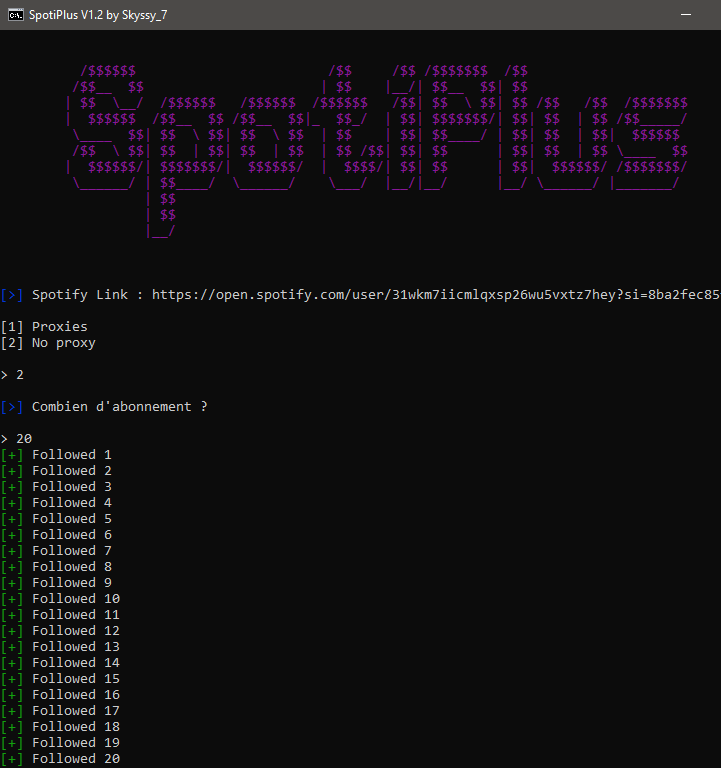 SpotiPlus V1.2 by Skyssy_7
SpotiPlus
[>] Spotify Link : https://open.spotify.com/user/31wkm7iicmlqxsp26wu5vxtz7hey?si=8ba2fec85
[1] Proxies
[2] No proxy
> 2
[>] Combien d'abonnement ?
> 20
[+] Followed 1
[+] Followed 2
[+] Followed 3
[+] Followed 4
[+] Followed 5
[+] Followed 6
[+] Followed 7
[+] Followed 8
[+] Followed 9
[+] Followed 10
[+] Followed 11
[+] Followed 12
[+] Followed 13
[+] Followed 14
[+] Followed 15
[+] Followed 16
[+] Followed 17
[+] Followed 18
[+] Followed 19
[+] Followed 20